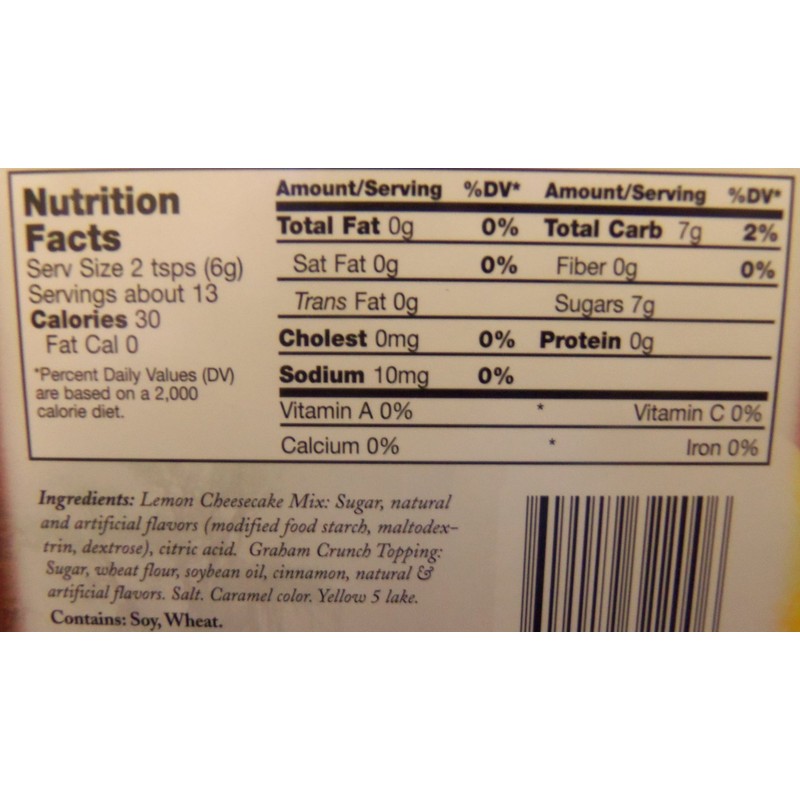 Nutrition
Facts
Serv Size 2 tsps (6g)
Servings about 13
Calories 30
Fat Cal 0
*Percent Daily Values (DV)
are based on a 2,000
calorie diet.
Amount/Serving %DV* Amount/Serving %DV*
Total Fat 0g 0% Total Carb 7g 2%
Sat Fat 0g 0% Fiber 0g 0%
Trans Fat 0g Sugars 7g
Cholest 0mg 0% Protein 0g
Sodium 10mg 0%
Vitamin A 0% * Vitamin C 0%
Calcium 0% * Iron 0%
Ingredients: Lemon Cheesecake Mix: Sugar, natural
and artificial flavors (modified food starch, maltodex-
trin, dextrose), citric acid. Graham Crunch Topping:
Sugar, wheat flour, soybean oil, cinnamon, natural &
artificial flavors. Salt. Caramel color. Yellow 5 lake.
Contains: Soy, Wheat.